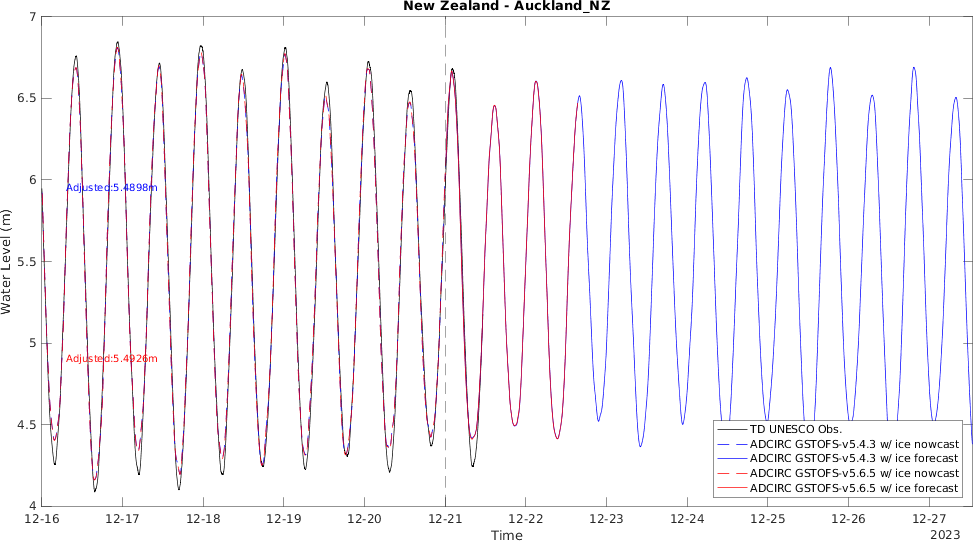 New Zealand - Auckland_NZ
7
6.5
6
5.5
5
4.5
4
Water Level (m)
Adjusted:5.4898m
Adjusted:5.4926m
TD UNESCO Obs.
ADCIRC GSTOFS-v5.4.3 w/ ice nowcast
ADCIRC GSTOFS-v5.4.3 w/ ice forecast
ADCIRC GSTOFS-v5.6.5 w/ ice nowcast
ADCIRC GSTOFS-v5.6.5 w/ ice forecast
12-16 12-17 12-18 12-19 12-20 12-21 12-22 12-23 12-24 12-25 12-26 12-27
Time
2023